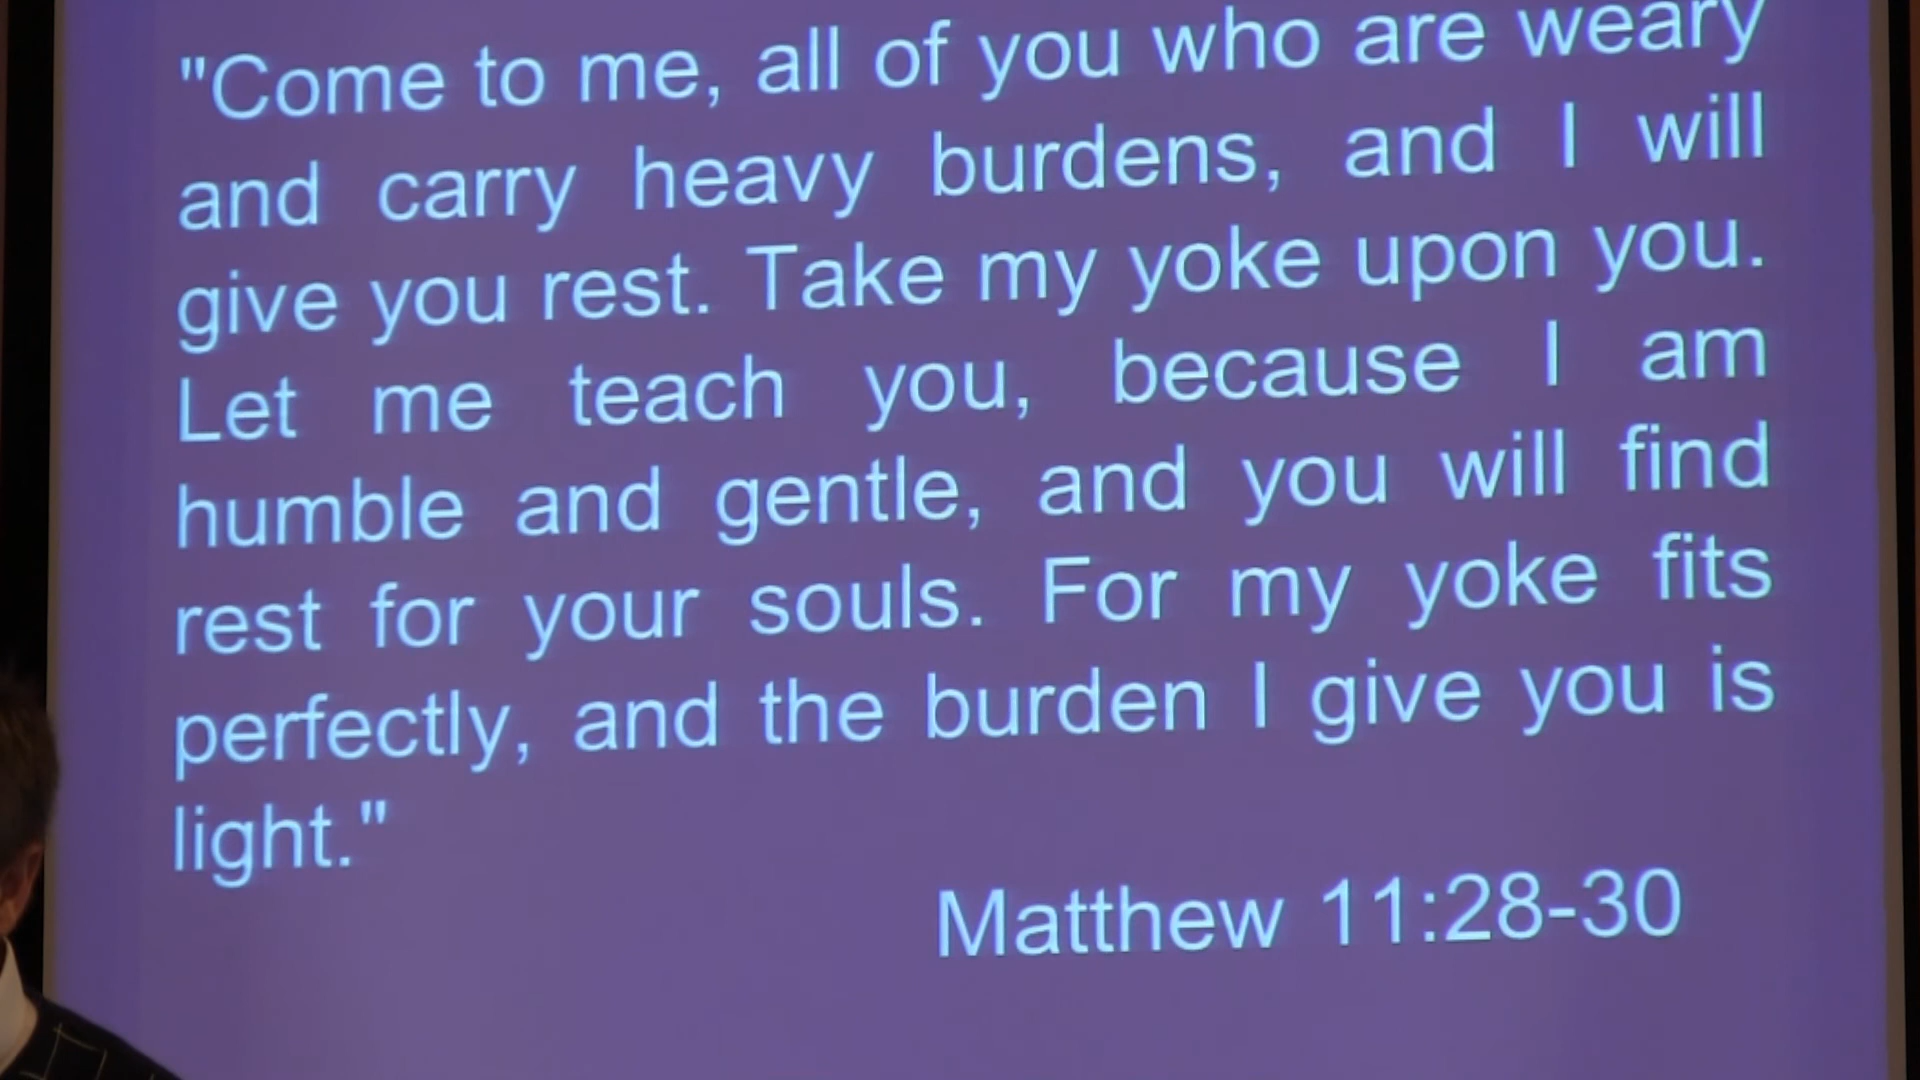 "Come to me, all of you who are weary
and carry heavy burdens, and I will
give you rest. Take my yoke upon you.
Let me teach you, because I am
humble and gentle, and you will find
rest for your souls. For my yoke fits
perfectly, and the burden I give you is
light."
Matthew 11:28-30